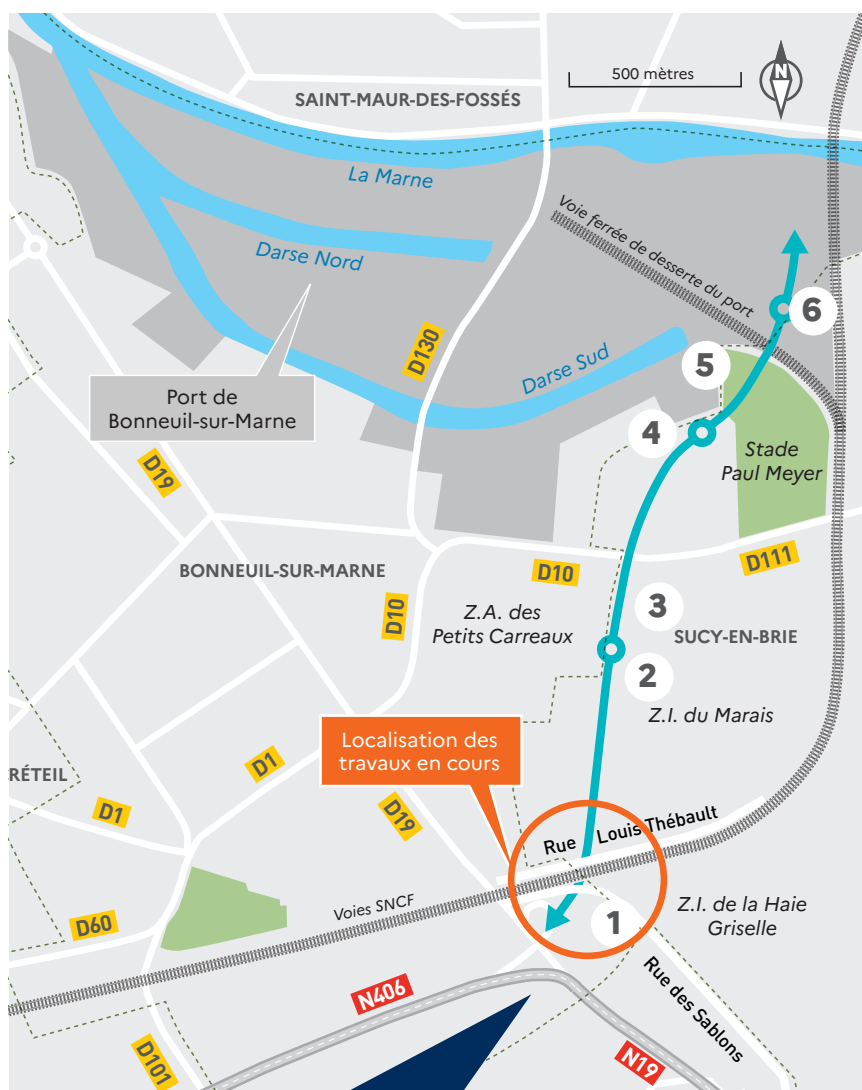 N
500 mètres
SAINT-MAUR-DES-FOSSÉS
La Marne
Voie ferrée de desserte du port
Darse Nord
6
D130
Darse Sud
5
Port de
Bonneuil-sur-Marne
4
Stade
Paul Meyer
D19
D111
D10
BONNEUIL-SUR-MARNE
3
D10
Z.A. des
Petits Carreaux
SUCY-EN-BRIE
2
Z.I. du Marais
Localisation des
travaux en cours
RÉTEIL
D1
D1
D19
Rue Louis Thébault
Voies SNCF
Z.I. de la Haie
Griselle
1
D60
N406
Rue des Sablons
D101
N19